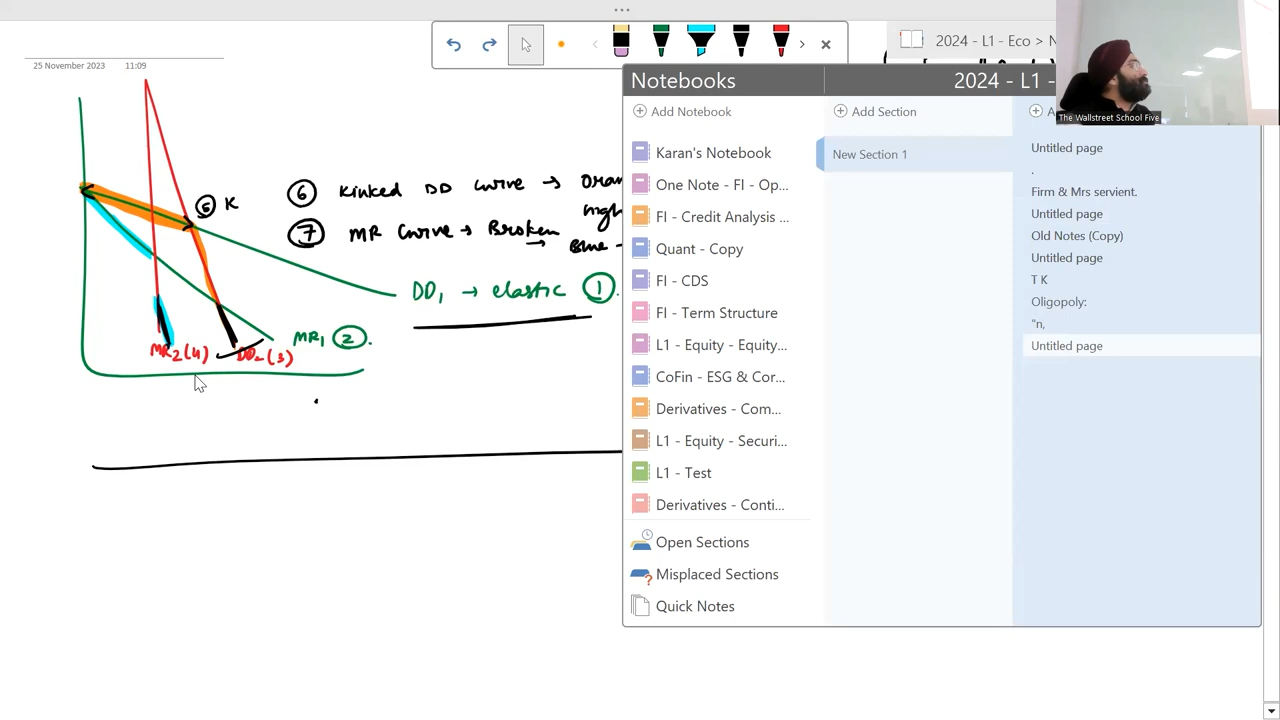 2024 - L1 - Eco
25 November 2023 11:09
Notebooks
2024 - L1 -
The Wallstreet School Five
Add Notebook
Add Section
Karan's Notebook
One Note - FI - Op...
FI - Credit Analysis ...
Quant - Copy
FI - CDS
FI - Term Structure
L1 - Equity - Equity...
CoFin - ESG & Cor...
Derivatives - Com...
L1 - Equity - Securi...
L1 - Test
Derivatives - Conti...
Open Sections
Misplaced Sections
Quick Notes
New Section 1
Untitled page
.
Firm & Mrs servient.
Untitled page
Old Notes (Copy)
Untitled page
T K
Oligopoly:
“n,
Untitled page
5 K
6 Kinked DD Curve → Oran
high
7 MR Curve → Broken
→ Blue -
DD1 → elastic 1.
MR1 2.
MR2(4) DD2(3)